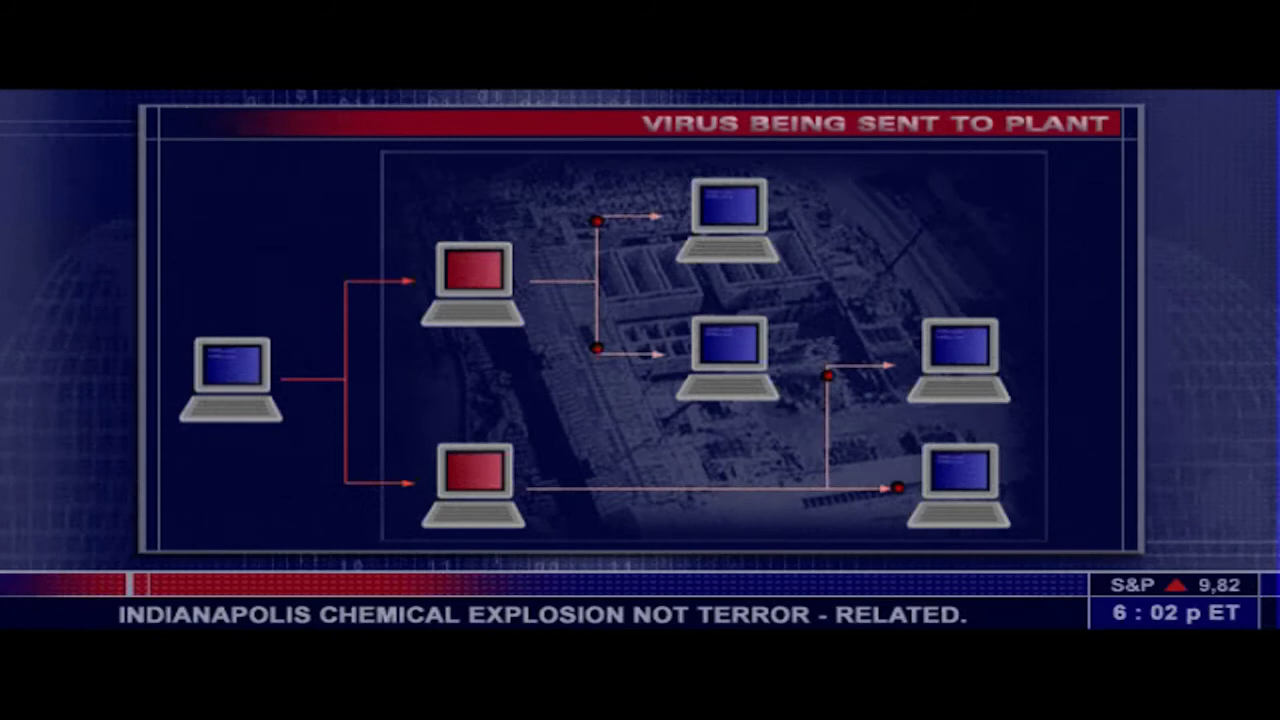 VIRUS BEING SENT TO PLANT
S&P 9,82
INDIANAPOLIS CHEMICAL EXPLOSION NOT TERROR - RELATED.
6 : 02 p ET